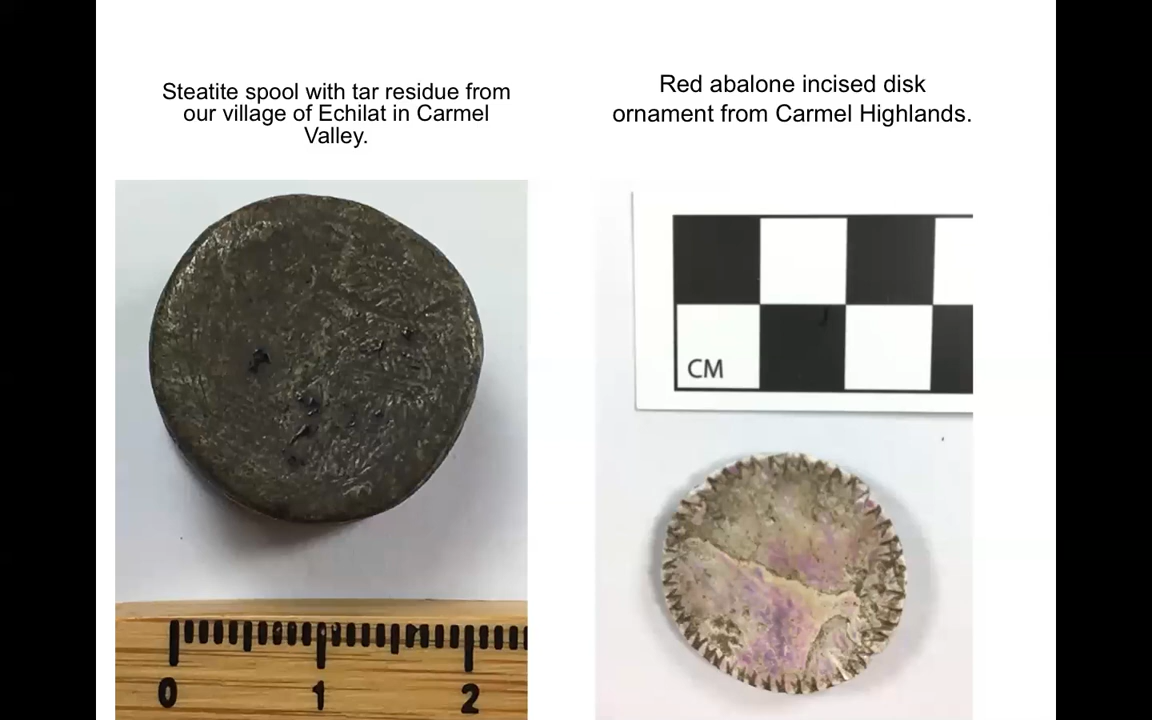 Steatite spool with tar residue from
our village of Echilat in Carmel
Valley.
Red abalone incised disk
ornament from Carmel Highlands.
CM
0 1 2